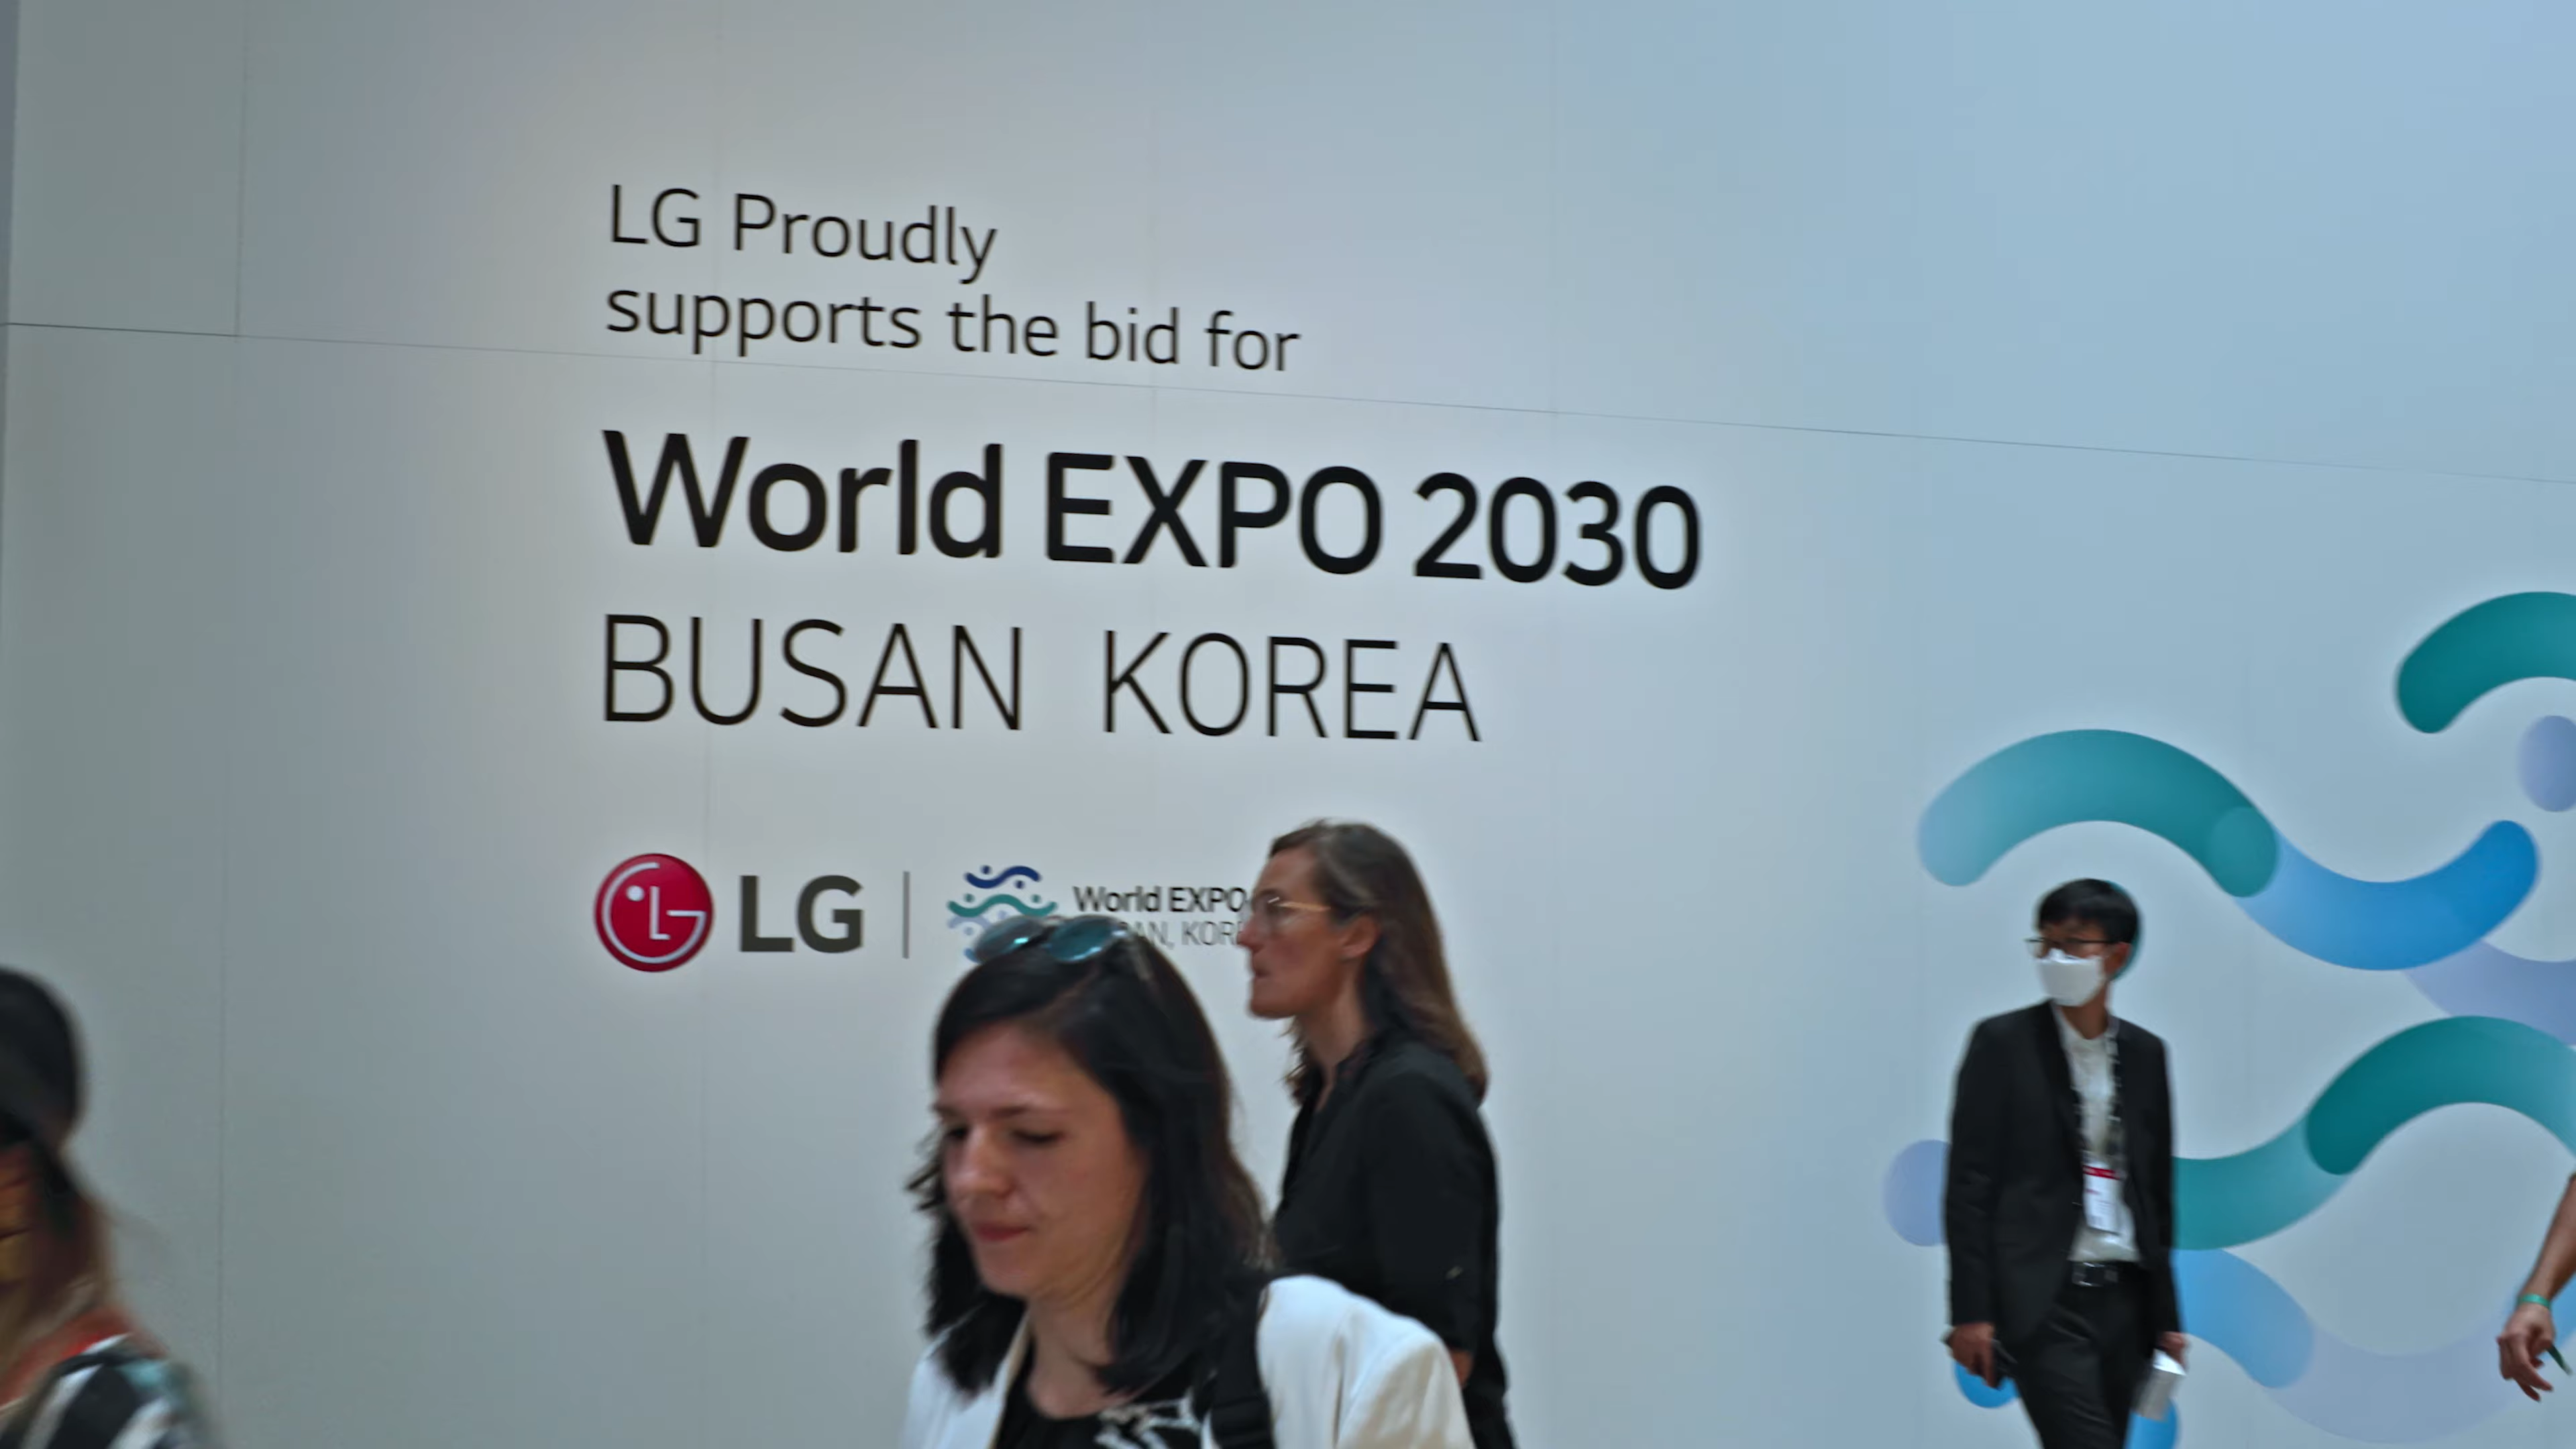 LG Proudly
supports the bid for
World EXPO 2030
BUSAN KOREA
LG
World EXPO